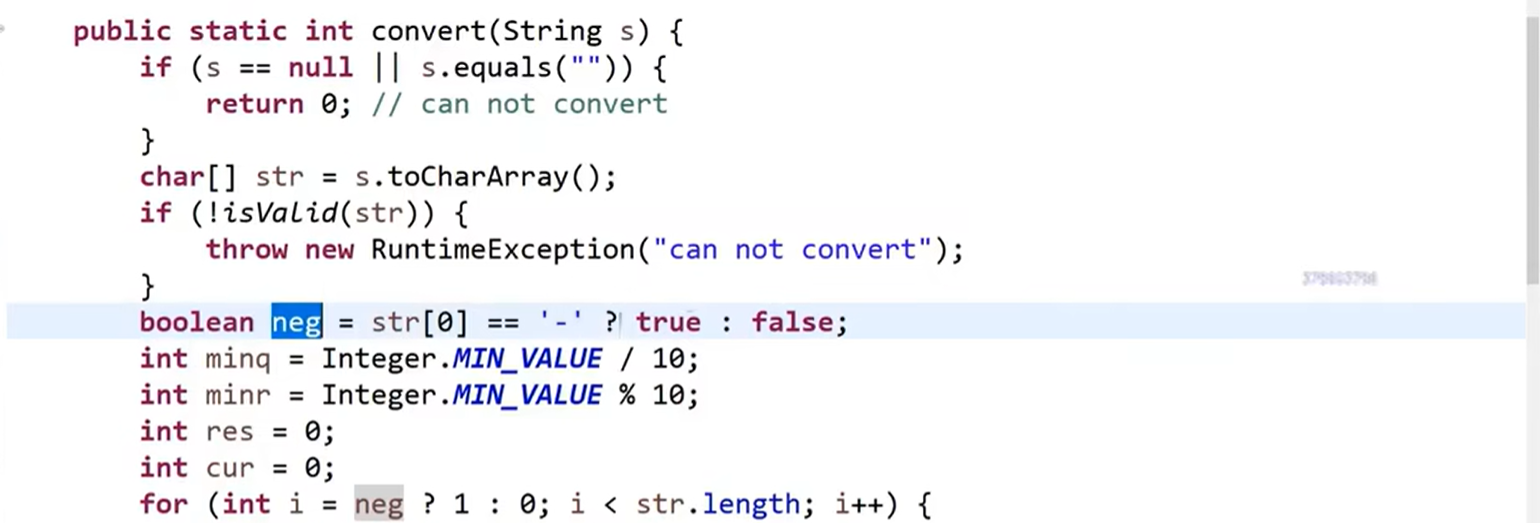 public static int convert(String s) {
if (s == null || s.equals("")) {
return 0; // can not convert
}
char[] str = s.toCharArray();
if (!isValid(str)) {
throw new RuntimeException("can not convert");
}
boolean neg = str[0] == '-' ? true : false;
int minq = Integer.MIN_VALUE / 10;
int minr = Integer.MIN_VALUE % 10;
int res = 0;
int cur = 0;
for (int i = neg ? 1 : 0; i < str.length; i++) {